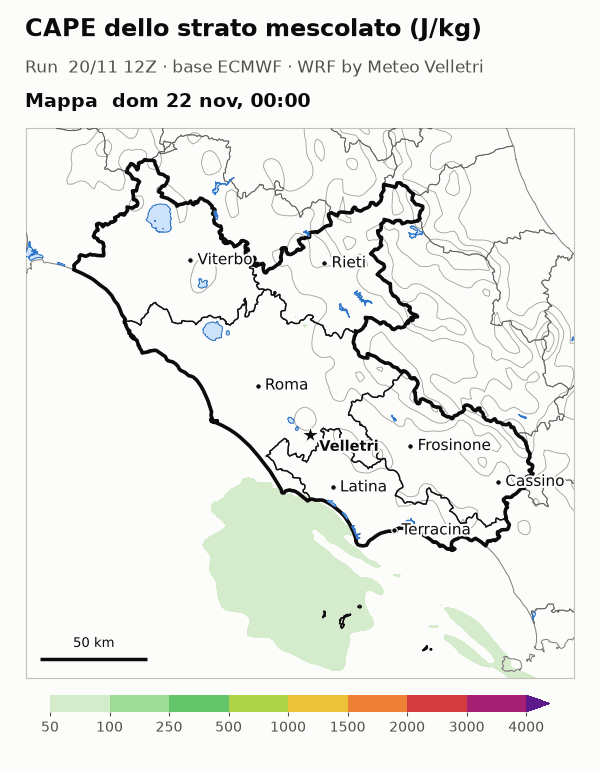 CAPE dello strato mescolato (J/kg)
Run 20/11 12Z · base ECMWF · WRF by Meteo Velletri
Mappa dom 22 nov, 00:00
Viterbo
Rieti
Roma
Velletri
Frosinone
Cassino
Latina
Terracina
50 km
50 100 250 500 1000 1500 2000 3000 4000